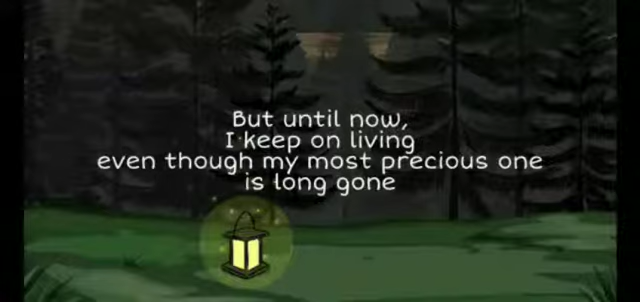 But until now,
I keep on living
even though my most precious one
is long gone